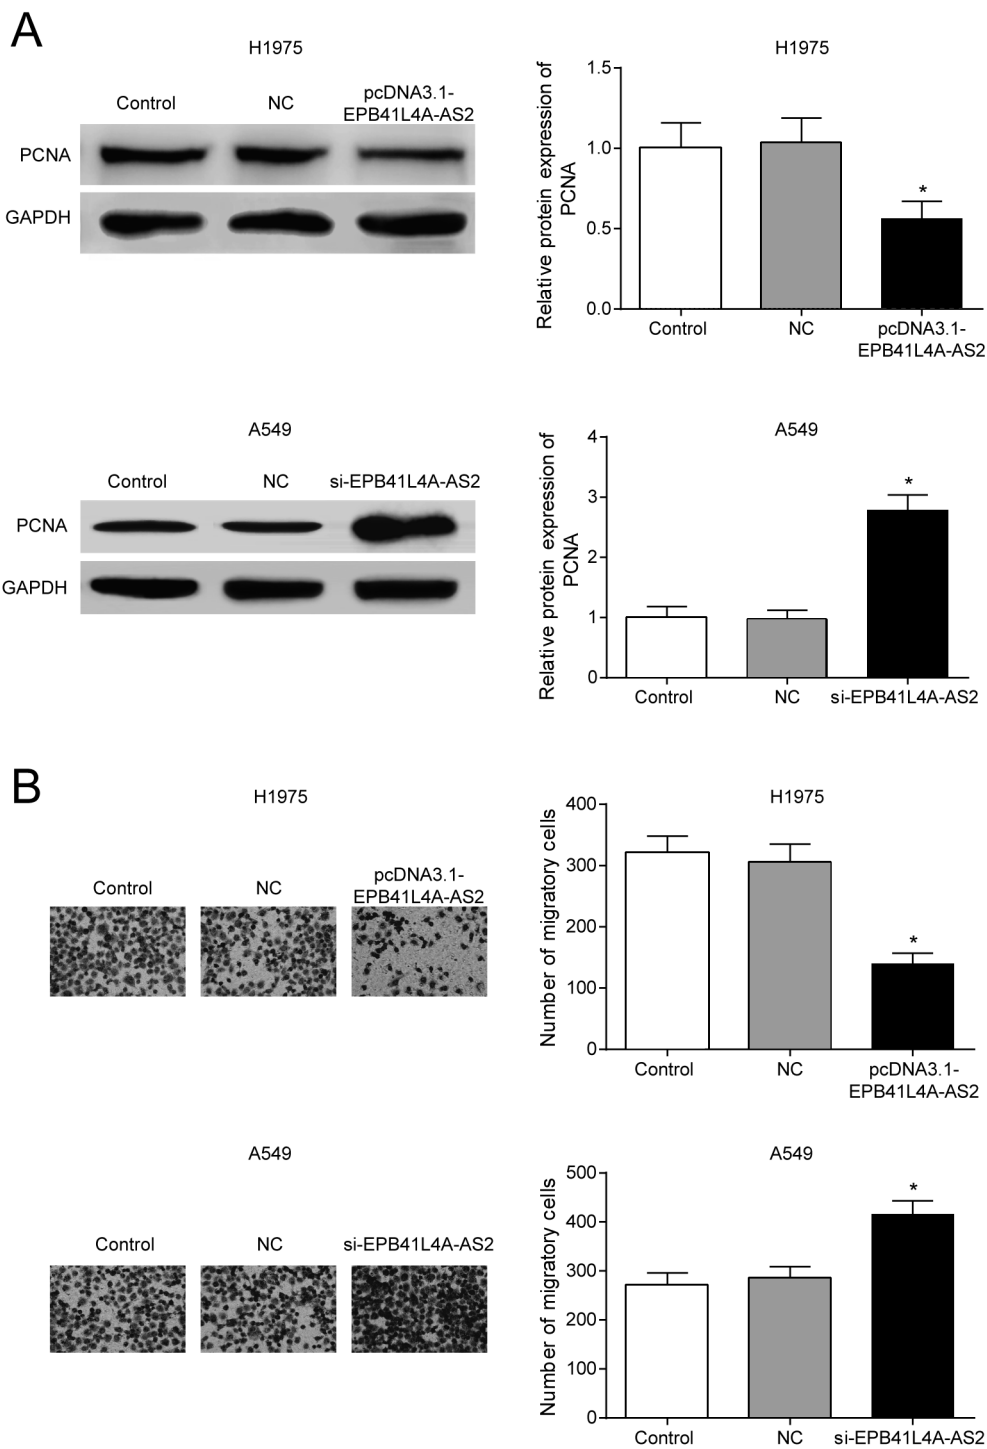 A
H1975
Control
NC
pcDNA3.1-
EPB41L4A-AS2
PCNA
GAPDH
H1975
Relative protein expression of
PCNA
1.5
1.0
0.5
0.0
*
Control
NC
pcDNA3.1-
EPB41L4A-AS2
A549
Control
NC
si-EPB41L4A-AS2
PCNA
GAPDH
A549
Relative protein expression of
PCNA
4
3
2
1
0
*
Control
NC
si-EPB41L4A-AS2
B
H1975
Control
NC
pcDNA3.1-
EPB41L4A-AS2
H1975
Number of migratory cells
400
300
200
100
0
*
Control
NC
pcDNA3.1-
EPB41L4A-AS2
A549
Control
NC
si-EPB41L4A-AS2
A549
Number of migratory cells
500
400
300
200
100
0
*
Control
NC
si-EPB41L4A-AS2